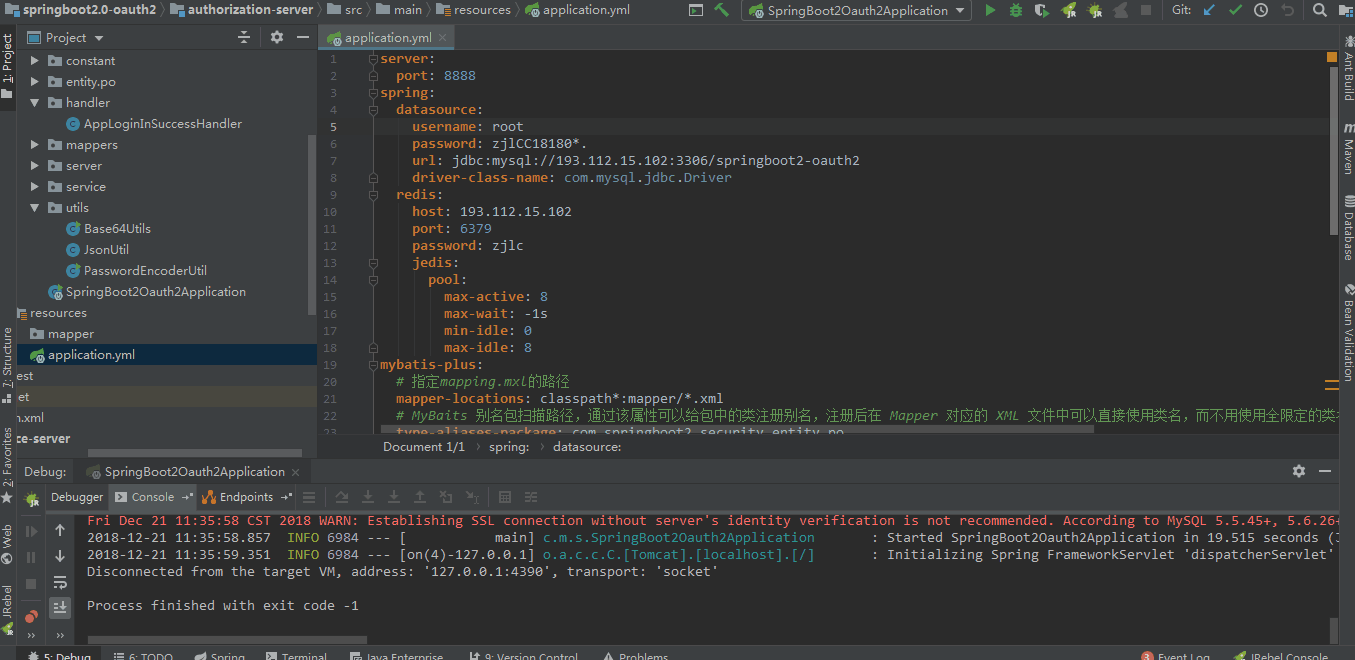 springboot2.0-oauth2 authorization-server src main resources application.yml SpringBoot2Oauth2Application Git:
1: Project
Project
application.yml
constant
entity.po
handler
AppLoginInSuccessHandler
mappers
server
service
utils
Base64Utils
JsonUtil
PasswordEncoderUtil
SpringBoot2Oauth2Application
resources
mapper
application.yml
est
et
n.xml
ce-server
1 server:
2 port: 8888
3 spring:
4 datasource:
5 username: root
6 password: zjlCC18180*.
7 url: jdbc:mysql://193.112.15.102:3306/springboot2-oauth2
8 driver-class-name: com.mysql.jdbc.Driver
9 redis:
10 host: 193.112.15.102
11 port: 6379
12 password: zjlc
13 jedis:
14 pool:
15 max-active: 8
16 max-wait: -1s
17 min-idle: 0
18 max-idle: 8
19 mybatis-plus:
20 # 指定mapping.mxl的路径
21 mapper-locations: classpath*:mapper/*.xml
22 # MyBaits 别名包扫描路径，通过该属性可以给包中的类注册别名，注册后在 Mapper 对应的 XML 文件中可以直接使用类名，而不用使用全限定的类
23 type-aliases-package: com.springboot2.security.entity.po
Document 1/1 spring: datasource:
Ant Build
Maven
Database
Bean Validation
7: Structure
2: Favorites
Web
JRebel
Debug: SpringBoot2Oauth2Application
Debugger Console Endpoints
Fri Dec 21 11:35:58 CST 2018 WARN: Establishing SSL connection without server's identity verification is not recommended. According to MySQL 5.5.45+, 5.6.26+
2018-12-21 11:35:58.857 INFO 6984 --- [ main] c.m.s.SpringBoot2Oauth2Application : Started SpringBoot2Oauth2Application in 19.515 seconds (J
2018-12-21 11:35:59.351 INFO 6984 --- [on(4)-127.0.0.1] o.a.c.c.C.[Tomcat].[localhost].[/] : Initializing Spring FrameworkServlet 'dispatcherServlet'
Disconnected from the target VM, address: '127.0.0.1:4390', transport: 'socket'
Process finished with exit code -1
5: Debug 6: TODO Spring Terminal Java Enterprise 9: Version Control Problems 3 Event Log JRebel Console